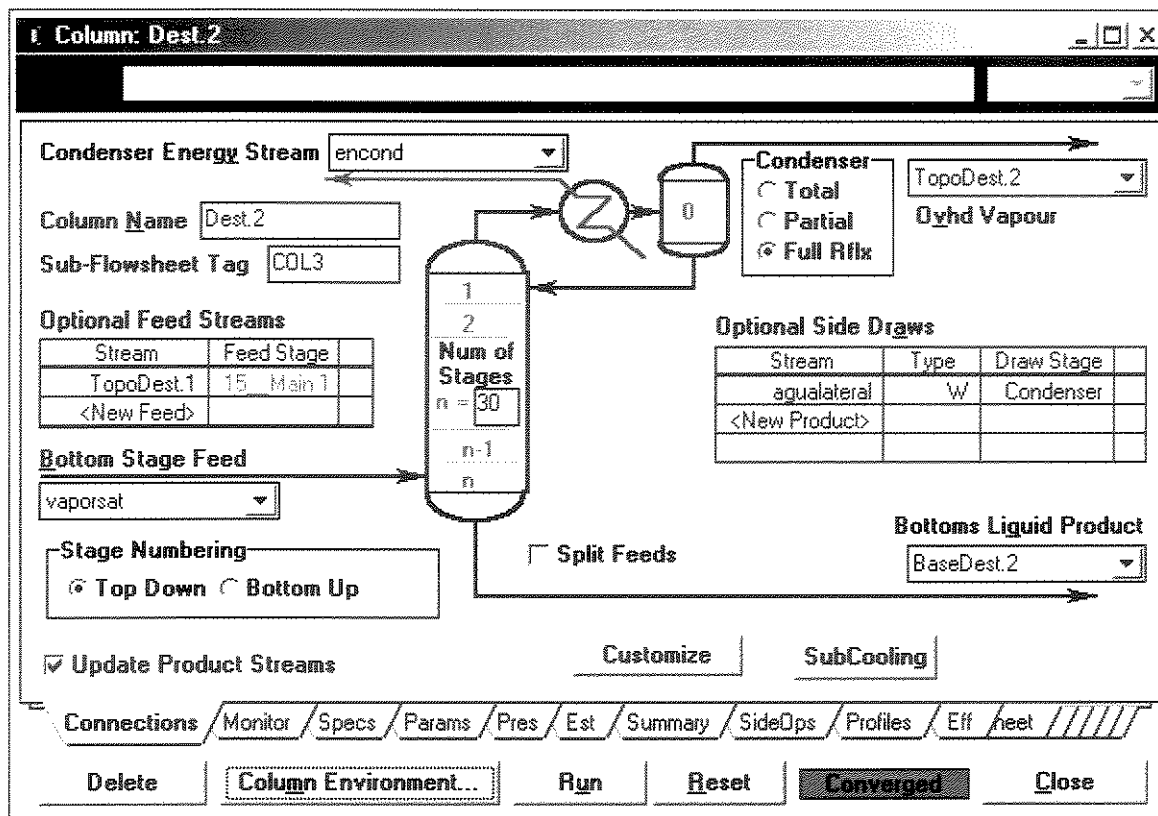 Column: Dest.2
Condenser Energy Stream encond
Condenser
Total
Partial
Full Rflx
TopoDest.2
Ovhd Vapour
0
Column Name Dest.2
Sub-Flowsheet Tag COL3
Optional Feed Streams
Stream Feed Stage
TopoDest.1 15__Main 1
<New Feed>
1
2
Num of
Stages
n = 30
n-1
n
Optional Side Draws
Stream Type Draw Stage
agualateral W Condenser
<New Product>
Bottom Stage Feed
vaporsat
Stage Numbering
Top Down Bottom Up
Split Feeds
Bottoms Liquid Product
BaseDest.2
Update Product Streams
Customize SubCooling
Connections Monitor Specs Params Pres Est Summary SideOps Profiles Eff heet
Delete Column Environment... Run Reset Converged Close